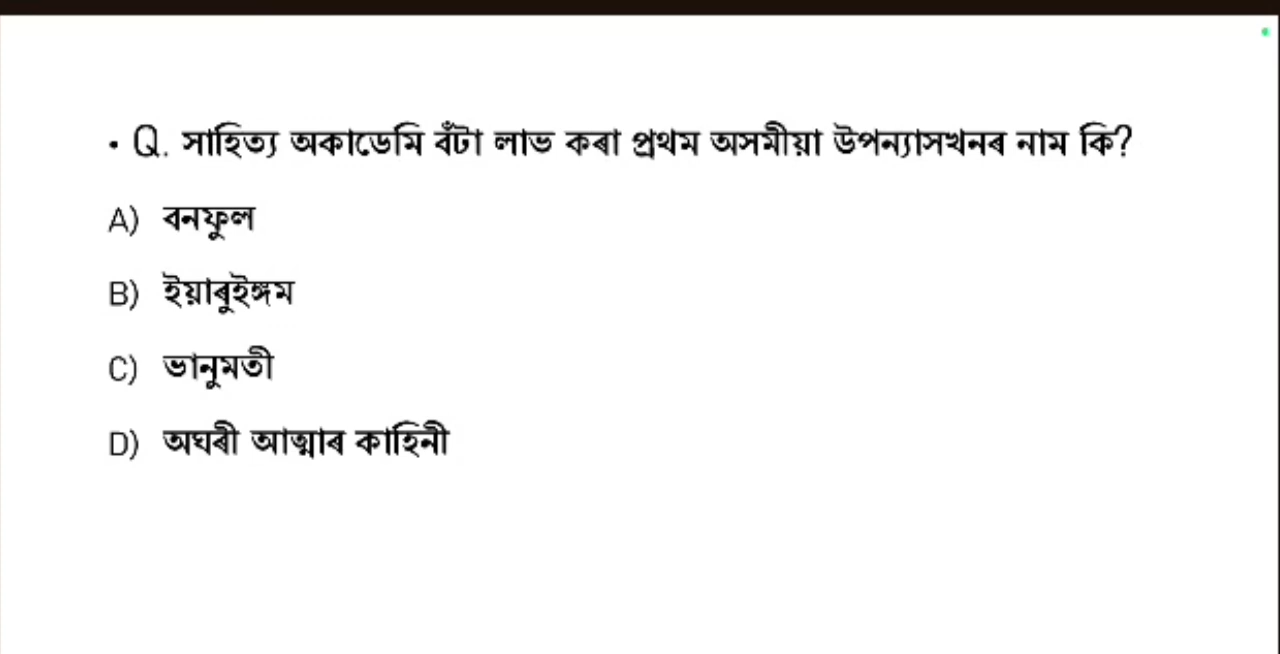 • Q. সাহিত্য অকাডেমি বঁটা লাভ কৰা প্ৰথম অসমীয়া উপন্যাসখনৰ নাম কি?
A) বনফুল
B) ইয়াৰুইঙ্গম
C) ভানুমতী
D) অঘৰী আত্মাৰ কাহিনী